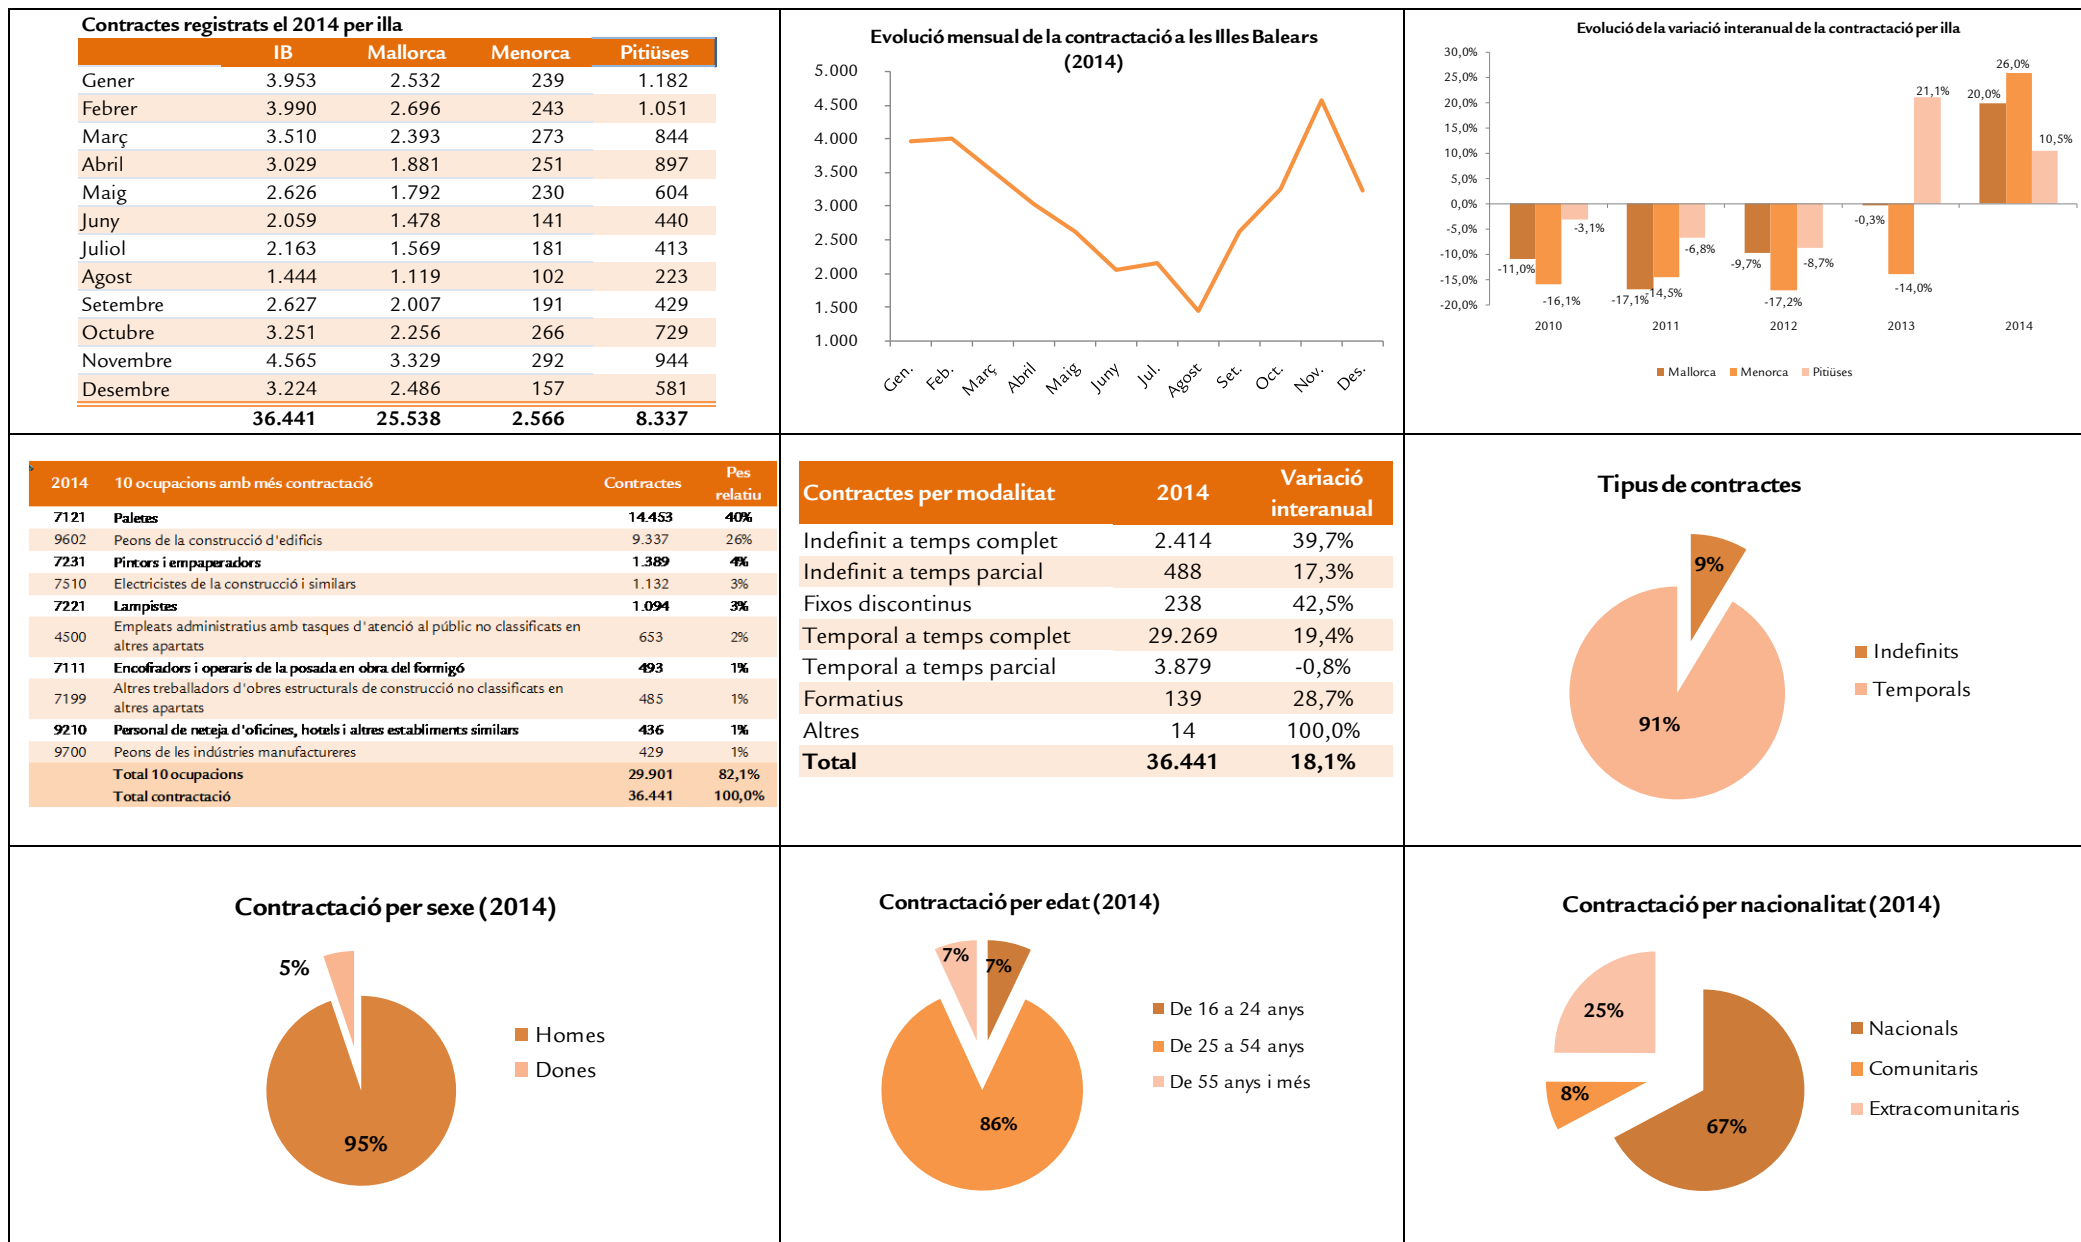 Contractes registrats el 2014 per illa
IB Mallorca Menorca Pitiüses
Gener 3.953 2.532 239 1.182
Febrer 3.990 2.696 243 1.051
Març 3.510 2.393 273 844
Abril 3.029 1.881 251 897
Maig 2.626 1.792 230 604
Juny 2.059 1.478 141 440
Juliol 2.163 1.569 181 413
Agost 1.444 1.119 102 223
Setembre 2.627 2.007 191 429
Octubre 3.251 2.256 266 729
Novembre 4.565 3.329 292 944
Desembre 3.224 2.486 157 581
36.441 25.538 2.566 8.337
Evolució mensual de la contractació a les Illes Balears
(2014)
5.000
4.500
4.000
3.500
3.000
2.500
2.000
1.500
1.000
Gen. Feb. Març Abril Maig Juny Jul. Agost Set. Oct. Nov. Des.
Evolució de la variació interanual de la contractació per illa
30,0%
25,0%
20,0%
15,0%
10,0%
5,0%
0,0%
-5,0%
-10,0%
-15,0%
-20,0%
-11,0% -16,1% -3,1%
-17,1% -14,5% -6,8%
-9,7% -17,2% -8,7%
-0,3% -14,0% 21,1%
20,0% 26,0% 10,5%
2010 2011 2012 2013 2014
Mallorca Menorca Pitiüses
2014 10 ocupacions amb més contractació Contractes Pes
relatiu
7121 Paletes 14.453 40%
9602 Peons de la construcció d'edificis 9.337 26%
7231 Pintors i empaperadors 1.389 4%
7510 Electricistes de la construcció i similars 1.132 3%
7221 Lampistes 1.094 3%
4500 Empleats administratius amb tasques d'atenció al públic no classificats en
altres apartats 653 2%
7111 Encofradors i operaris de la posada en obra del formigó 493 1%
7199 Altres treballadors d'obres estructurals de construcció no classificats en
altres apartats 485 1%
9210 Personal de neteja d'oficines, hotels i altres establiments similars 436 1%
9700 Peons de les indústries manufactureres 429 1%
Total 10 ocupacions 29.901 82,1%
Total contractació 36.441 100,0%
Contractes per modalitat 2014 Variació
interanual
Indefinit a temps complet 2.414 39,7%
Indefinit a temps parcial 488 17,3%
Fixos discontinus 238 42,5%
Temporal a temps complet 29.269 19,4%
Temporal a temps parcial 3.879 -0,8%
Formatius 139 28,7%
Altres 14 100,0%
Total 36.441 18,1%
Tipus de contractes
9%
91%
Indefinits
Temporals
Contractació per sexe (2014)
5%
95%
Homes
Dones
Contractació per edat (2014)
7% 7%
86%
De 16 a 24 anys
De 25 a 54 anys
De 55 anys i més
Contractació per nacionalitat (2014)
25%
8%
67%
Nacionals
Comunitaris
Extracomunitaris